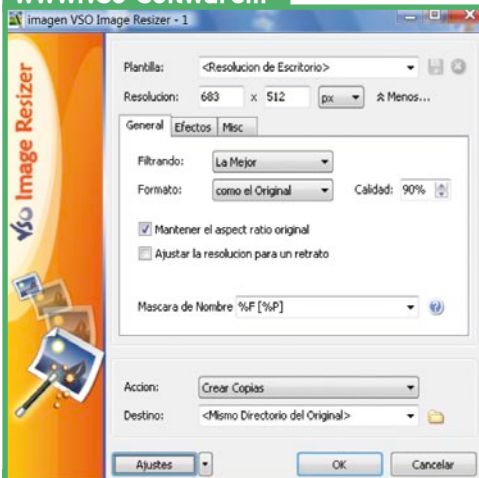 imagen VSO Image Resizer - 1
VSO Image Resizer
Plantilla: <Resolucion de Escritorio>
Resolucion: 683 x 512 px Menos...
General Efectos Misc
Filtrando: La Mejor
Formato: como el Original Calidad: 90%
Mantener el aspect ratio original
Ajustar la resolucion para un retrato
Mascara de Nombre %F [%P]
Accion: Crear Copias
Destino: <Mismo Directorio del Original>
Ajustes OK Cancelar